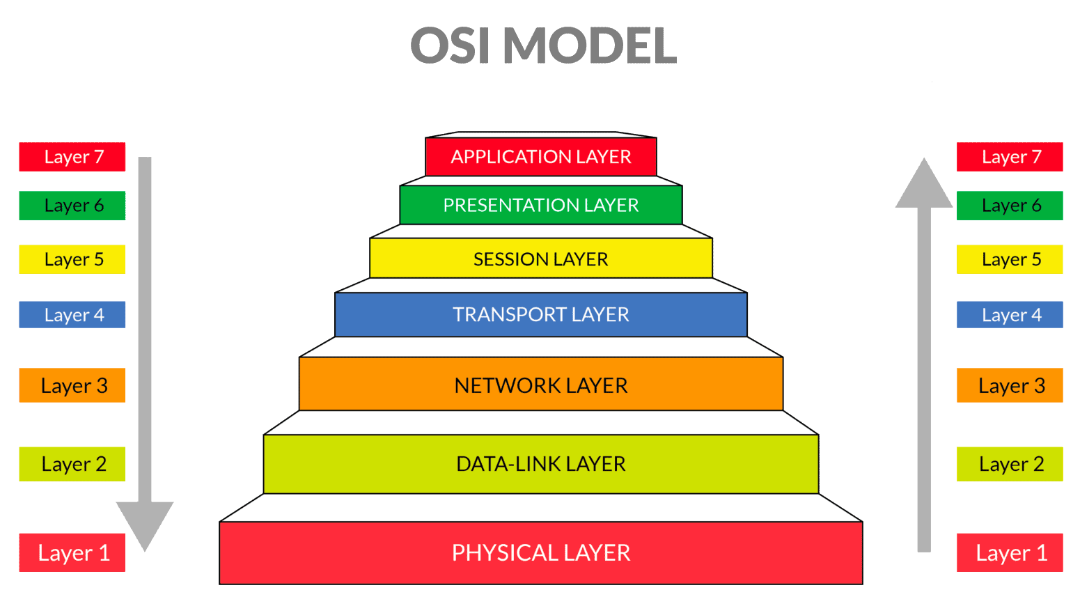 OSI MODEL
Layer 7 APPLICATION LAYER Layer 7
Layer 6 PRESENTATION LAYER Layer 6
Layer 5 SESSION LAYER Layer 5
Layer 4 TRANSPORT LAYER Layer 4
Layer 3 NETWORK LAYER Layer 3
Layer 2 DATA-LINK LAYER Layer 2
Layer 1 PHYSICAL LAYER Layer 1